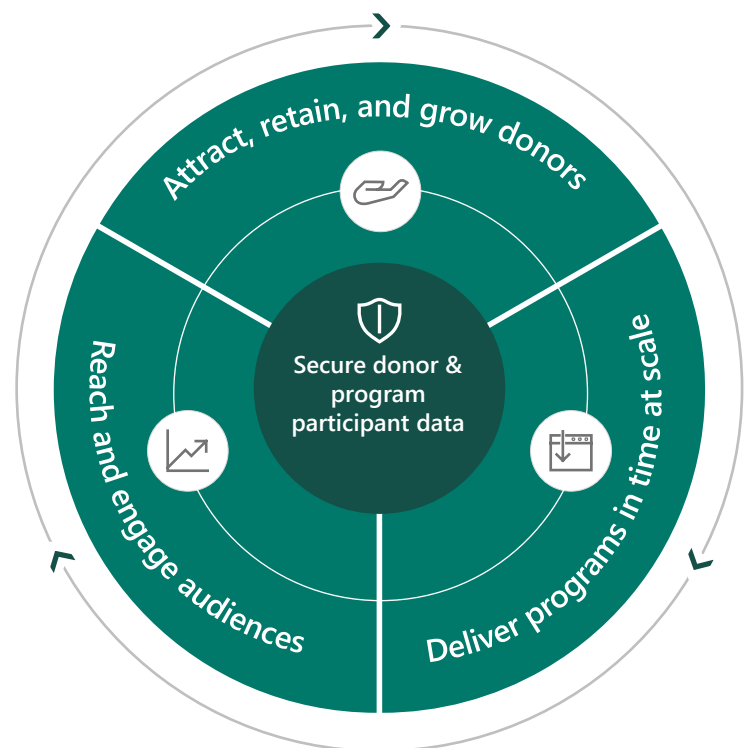 Attract, retain, and grow donors
Secure donor &
program
participant data
Reach and engage audiences
Deliver programs in time at scale